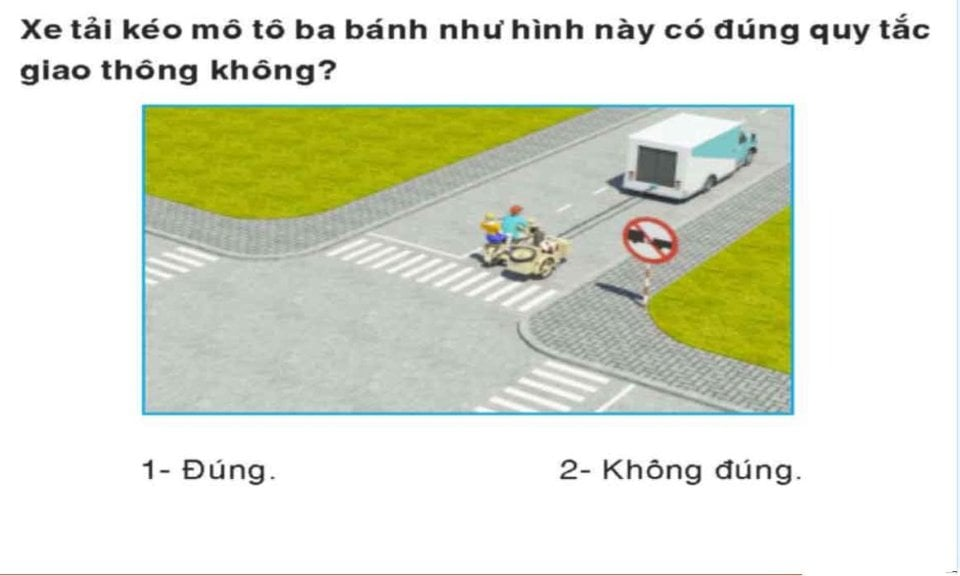 Xe tải kéo mô tô ba bánh như hình này có đúng quy tắc
giao thông không?
1- Đúng.
2- Không đúng.